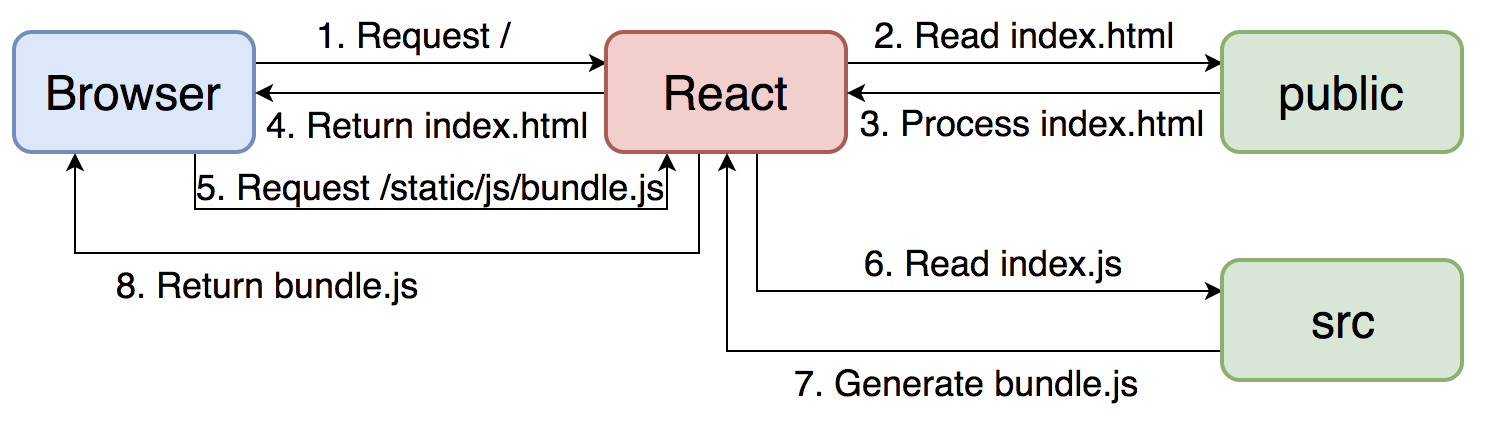 1. Request /
2. Read index.html
Browser
React
public
4. Return index.html
3. Process index.html
5. Request /static/js/bundle.js
6. Read index.js
8. Return bundle.js
src
7. Generate bundle.js